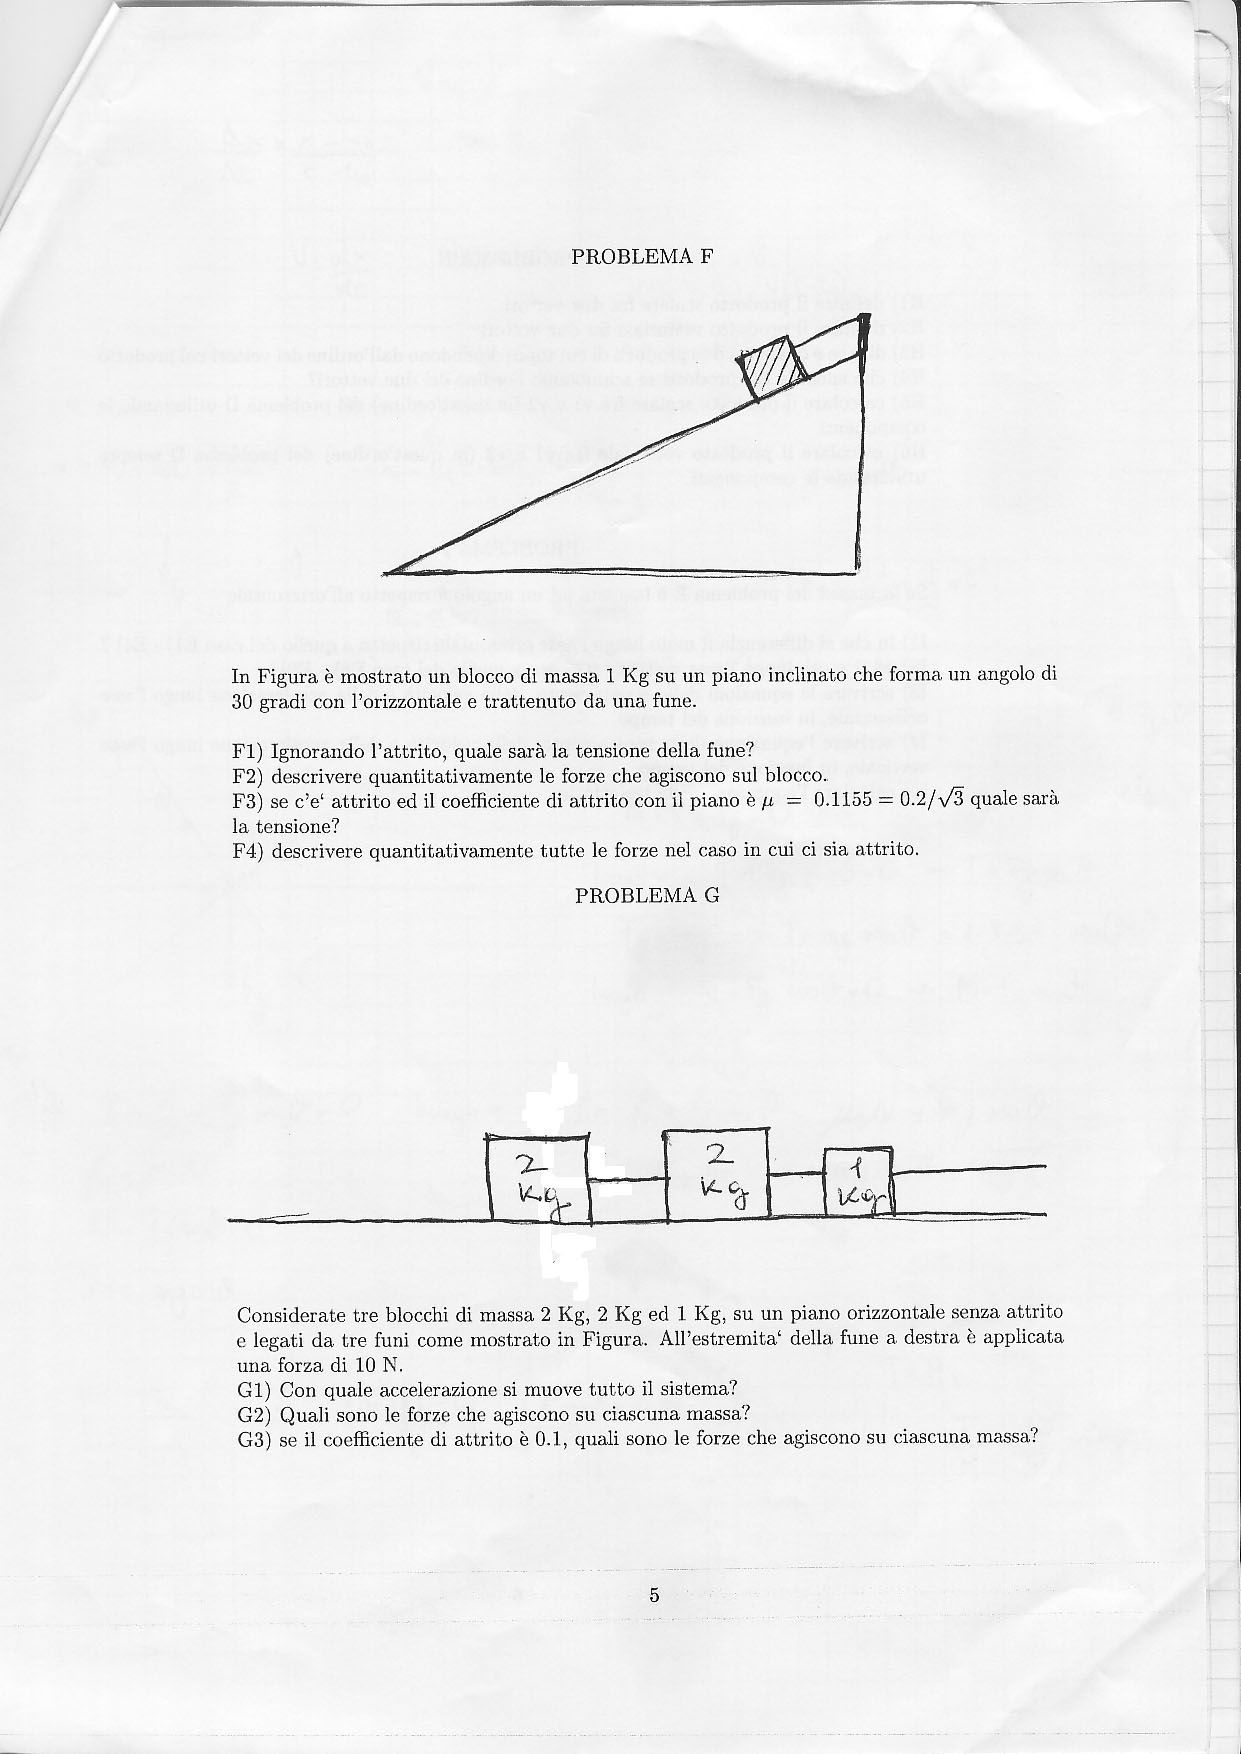 PROBLEMA F
In Figura è mostrato un blocco di massa 1 Kg su un piano inclinato che forma un angolo di
30 gradi con l'orizzontale e trattenuto da una fune.
F1) Ignorando l'attrito, quale sarà la tensione della fune?
F2) descrivere quantitativamente le forze che agiscono sul blocco.
F3) se c'e‘ attrito ed il coefficiente di attrito con il piano è μ = 0.1155 = 0.2/√3 quale sarà
la tensione?
F4) descrivere quantitativamente tutte le forze nel caso in cui ci sia attrito.
PROBLEMA G
2 kg
2 kg
1 kg
Considerate tre blocchi di massa 2 Kg, 2 Kg ed 1 Kg, su un piano orizzontale senza attrito
e legati da tre funi come mostrato in Figura. All'estremita‘ della fune a destra è applicata
una forza di 10 N.
G1) Con quale accelerazione si muove tutto il sistema?
G2) Quali sono le forze che agiscono su ciascuna massa?
G3) se il coefficiente di attrito è 0.1, quali sono le forze che agiscono su ciascuna massa?
5